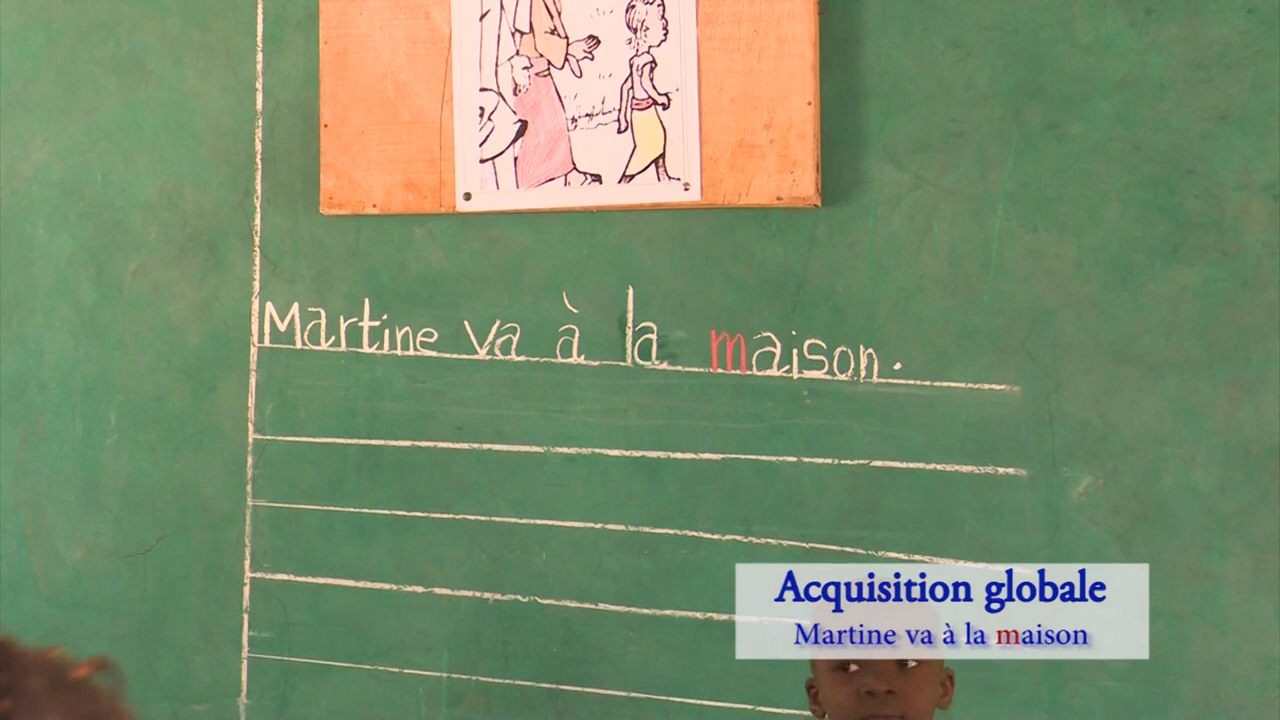 Martine va à la maison.
Acquisition globale
Martine va à la maison